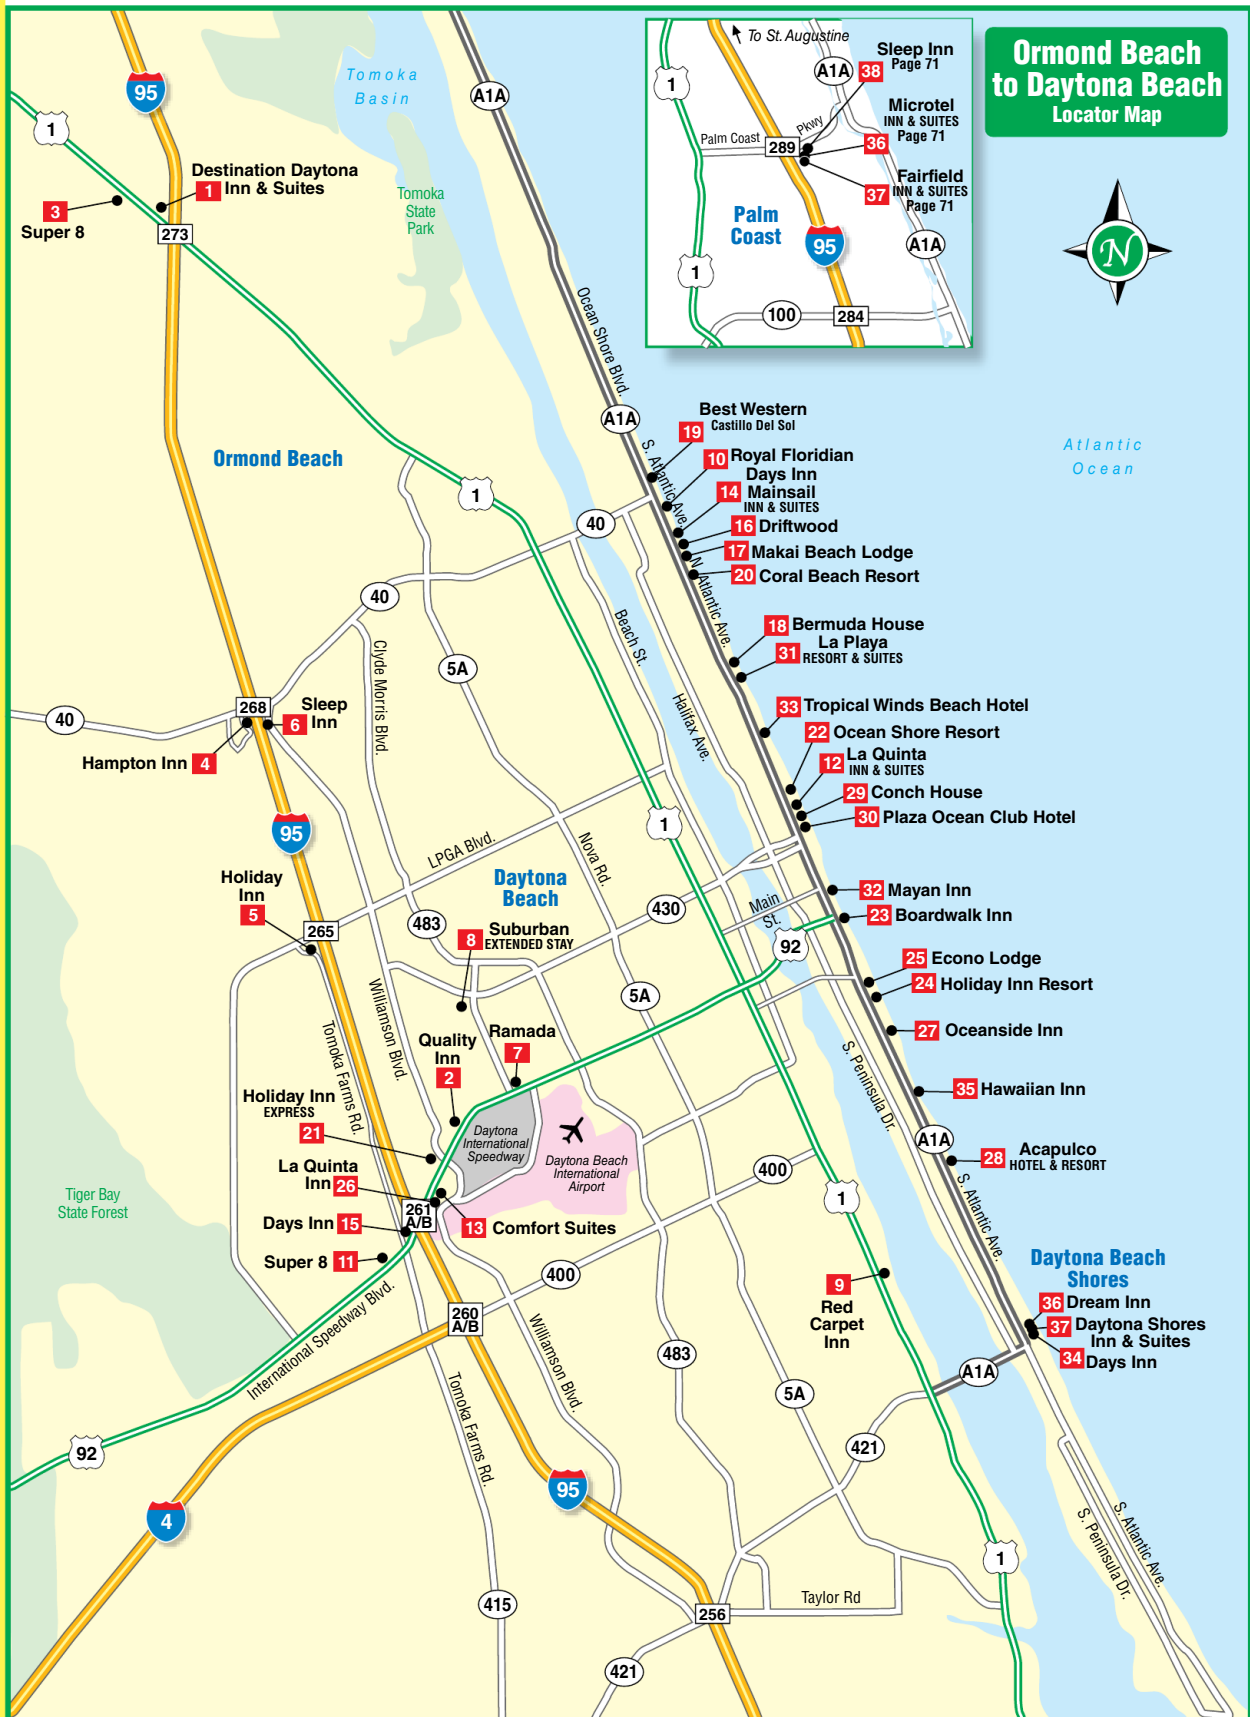 Ormond Beach
to Daytona Beach
Locator Map
To St. Augustine
Sleep Inn
Page 71
38
A1A
1
Microtel
INN & SUITES
Page 71
36
Palm Coast
Pkwy
289
Fairfield
INN & SUITES
Page 71
37
Palm
Coast
95
A1A
1
100
284
N
95
1
Tomoka
Basin
A1A
Destination Daytona
1 Inn & Suites
3
Super 8
273
Tomoka
State
Park
Ocean Shore Blvd.
A1A
Atlantic
Ocean
Best Western
Castillo Del Sol
19
S. Atlantic Ave.
10 Royal Floridian
Days Inn
14 Mainsail
INN & SUITES
16 Driftwood
17 Makai Beach Lodge
20 Coral Beach Resort
N. Atlantic Ave.
Ormond Beach
1
40
40
Beach St.
18 Bermuda House
La Playa
31 RESORT & SUITES
5A
Clyde Morris Blvd.
Halifax Ave.
268
40
Sleep
Inn
6
Hampton Inn 4
33 Tropical Winds Beach Hotel
22 Ocean Shore Resort
La Quinta
12 INN & SUITES
29 Conch House
30 Plaza Ocean Club Hotel
95
1
LPGA Blvd.
Nova Rd.
Daytona
Beach
Holiday
Inn
5
265
483
430
Main
St.
32 Mayan Inn
23 Boardwalk Inn
Suburban
8 EXTENDED STAY
92
25 Econo Lodge
24 Holiday Inn Resort
5A
Williamson Blvd.
Tomoka Farms Rd.
27 Oceanside Inn
Quality
Inn
2
Ramada
7
S. Peninsula Dr.
35 Hawaiian Inn
Holiday Inn
EXPRESS
21
Daytona
International
Speedway
Daytona Beach
International
Airport
A1A
Acapulco
28 HOTEL & RESORT
La Quinta
Inn 26
400
1
S. Atlantic Ave.
Tiger Bay
State Forest
261
A/B
Days Inn 15
13 Comfort Suites
Super 8 11
400
9
Red
Carpet
Inn
Daytona Beach
Shores
36 Dream Inn
37 Daytona Shores
Inn & Suites
34 Days Inn
International Speedway Blvd.
260
A/B
Williamson Blvd.
483
A1A
5A
Tomoka Farms Rd.
92
421
95
4
S. Atlantic Ave.
S. Peninsula Dr.
1
415
Taylor Rd
256
421